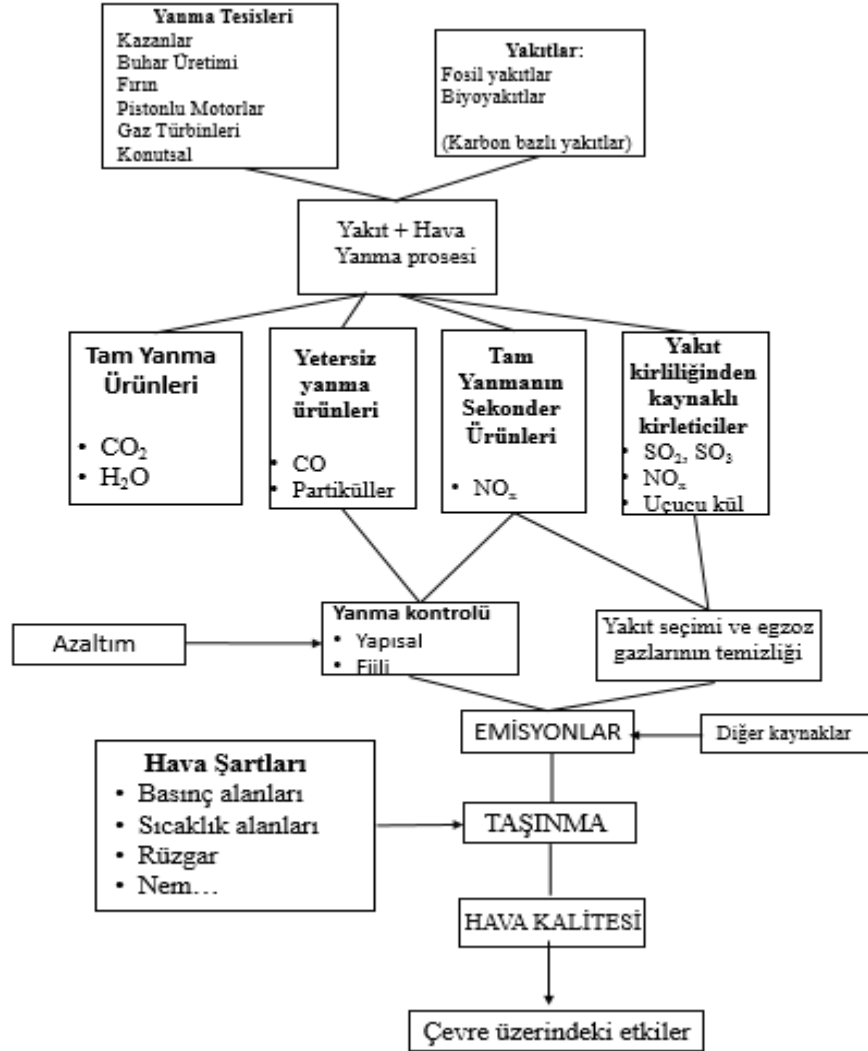 Yanma Tesisleri
Kazanlar
Buhar Üretimi
Fırın
Pistonlu Motorlar
Gaz Türbinleri
Konutsal
Yakıtlar:
Fosil yakıtlar
Biyoyakıtlar
(Karbon bazlı yakıtlar)
Yakıt + Hava
Yanma prosesi
Tam Yanma
Ürünleri
• CO₂
• H₂O
Yetersiz
yanma
ürünleri
• CO
• Partiküller
Tam
Yanmanın
Sekonder
Ürünleri
• NOₓ
Yakıt
kirliliğinden
kaynaklı
kirleticiler
• SO₂, SO₃
• NOₓ
• Uçucu kül
Azaltım
Yanma kontrolü
• Yapısal
• Fiili
Yakıt seçimi ve egzoz
gazlarının temizliği
EMİSYONLAR
Diğer kaynaklar
Hava Şartları
• Basınç alanları
• Sıcaklık alanları
• Rüzgar
• Nem…
TAŞINMA
HAVA KALİTESİ
Çevre üzerindeki etkiler